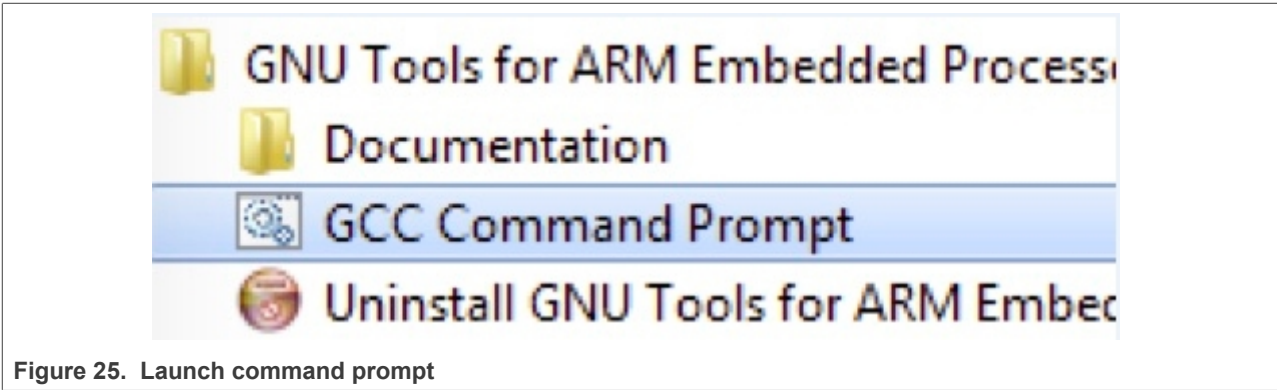 GNU Tools for ARM Embedded Process
Documentation
GCC Command Prompt
Uninstall GNU Tools for ARM Embed
Figure 25. Launch command prompt